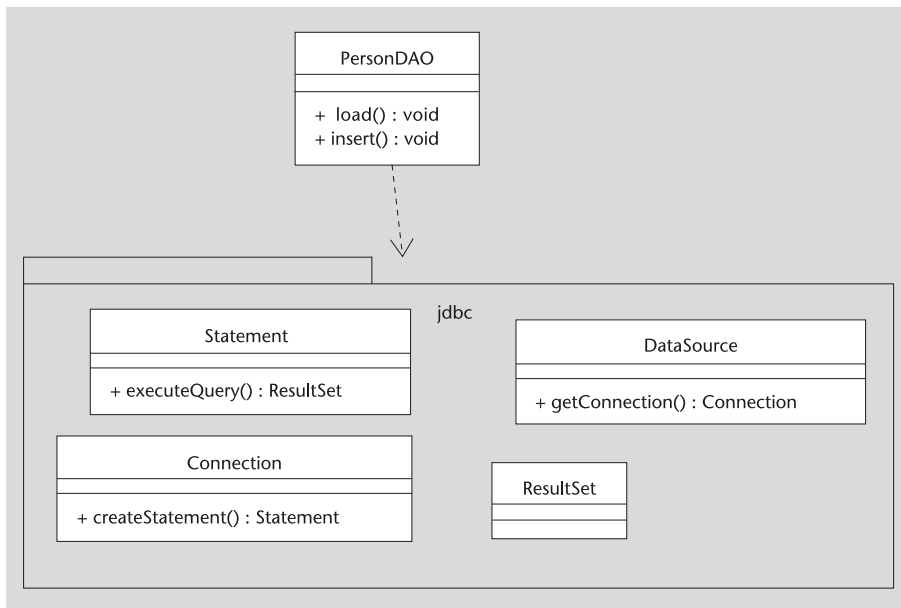 PersonDAO
+ load() : void
+ insert() : void
jdbc
Statement
+ executeQuery() : ResultSet
DataSource
+ getConnection() : Connection
Connection
+ createStatement() : Statement
ResultSet